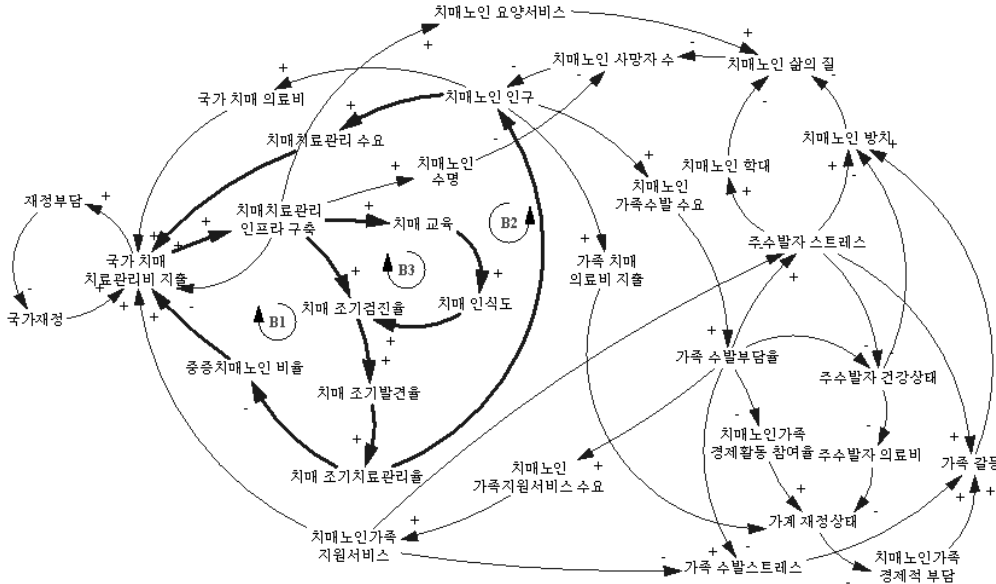 치매노인 요양서비스
치매노인 사망자 수
치매노인 삶의 질
국가 치매 의료비
치매노인 인구
치매치료관리 수요
치매노인 방치
치매노인
수명
치매노인 학대
치매노인
가족수발 수요
재정부담
치매치료관리
인프라 구축
치매 교육
B2
주수발자 스트레스
국가 치매
치료관리비 지출
B3
가족 치매
의료비 지출
국가재정
치매 조기검진율
치매 인식도
B1
가족 수발부담율
중증치매노인 비율
주수발자 건강상태
치매 조기발견율
치매노인가족
경제활동 참여율
주수발자 의료비
치매 조기치료관리율
치매노인
가족지원서비스 수요
가족 갈등
가계 재정상태
치매노인가족
지원서비스
가족 수발스트레스
치매노인가족
경제적 부담